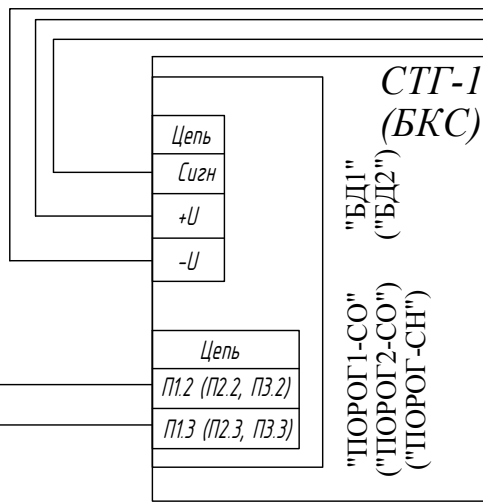 СТГ-1
(БКС)
Цепь
Сигн
+U
-U
"БД1"
("БД2")
Цепь
П1.2 (П2.2, П3.2)
П1.3 (П2.3, П3.3)
"ПОРОГ1-СО"
("ПОРОГ2-СО")
("ПОРОГ-СН")